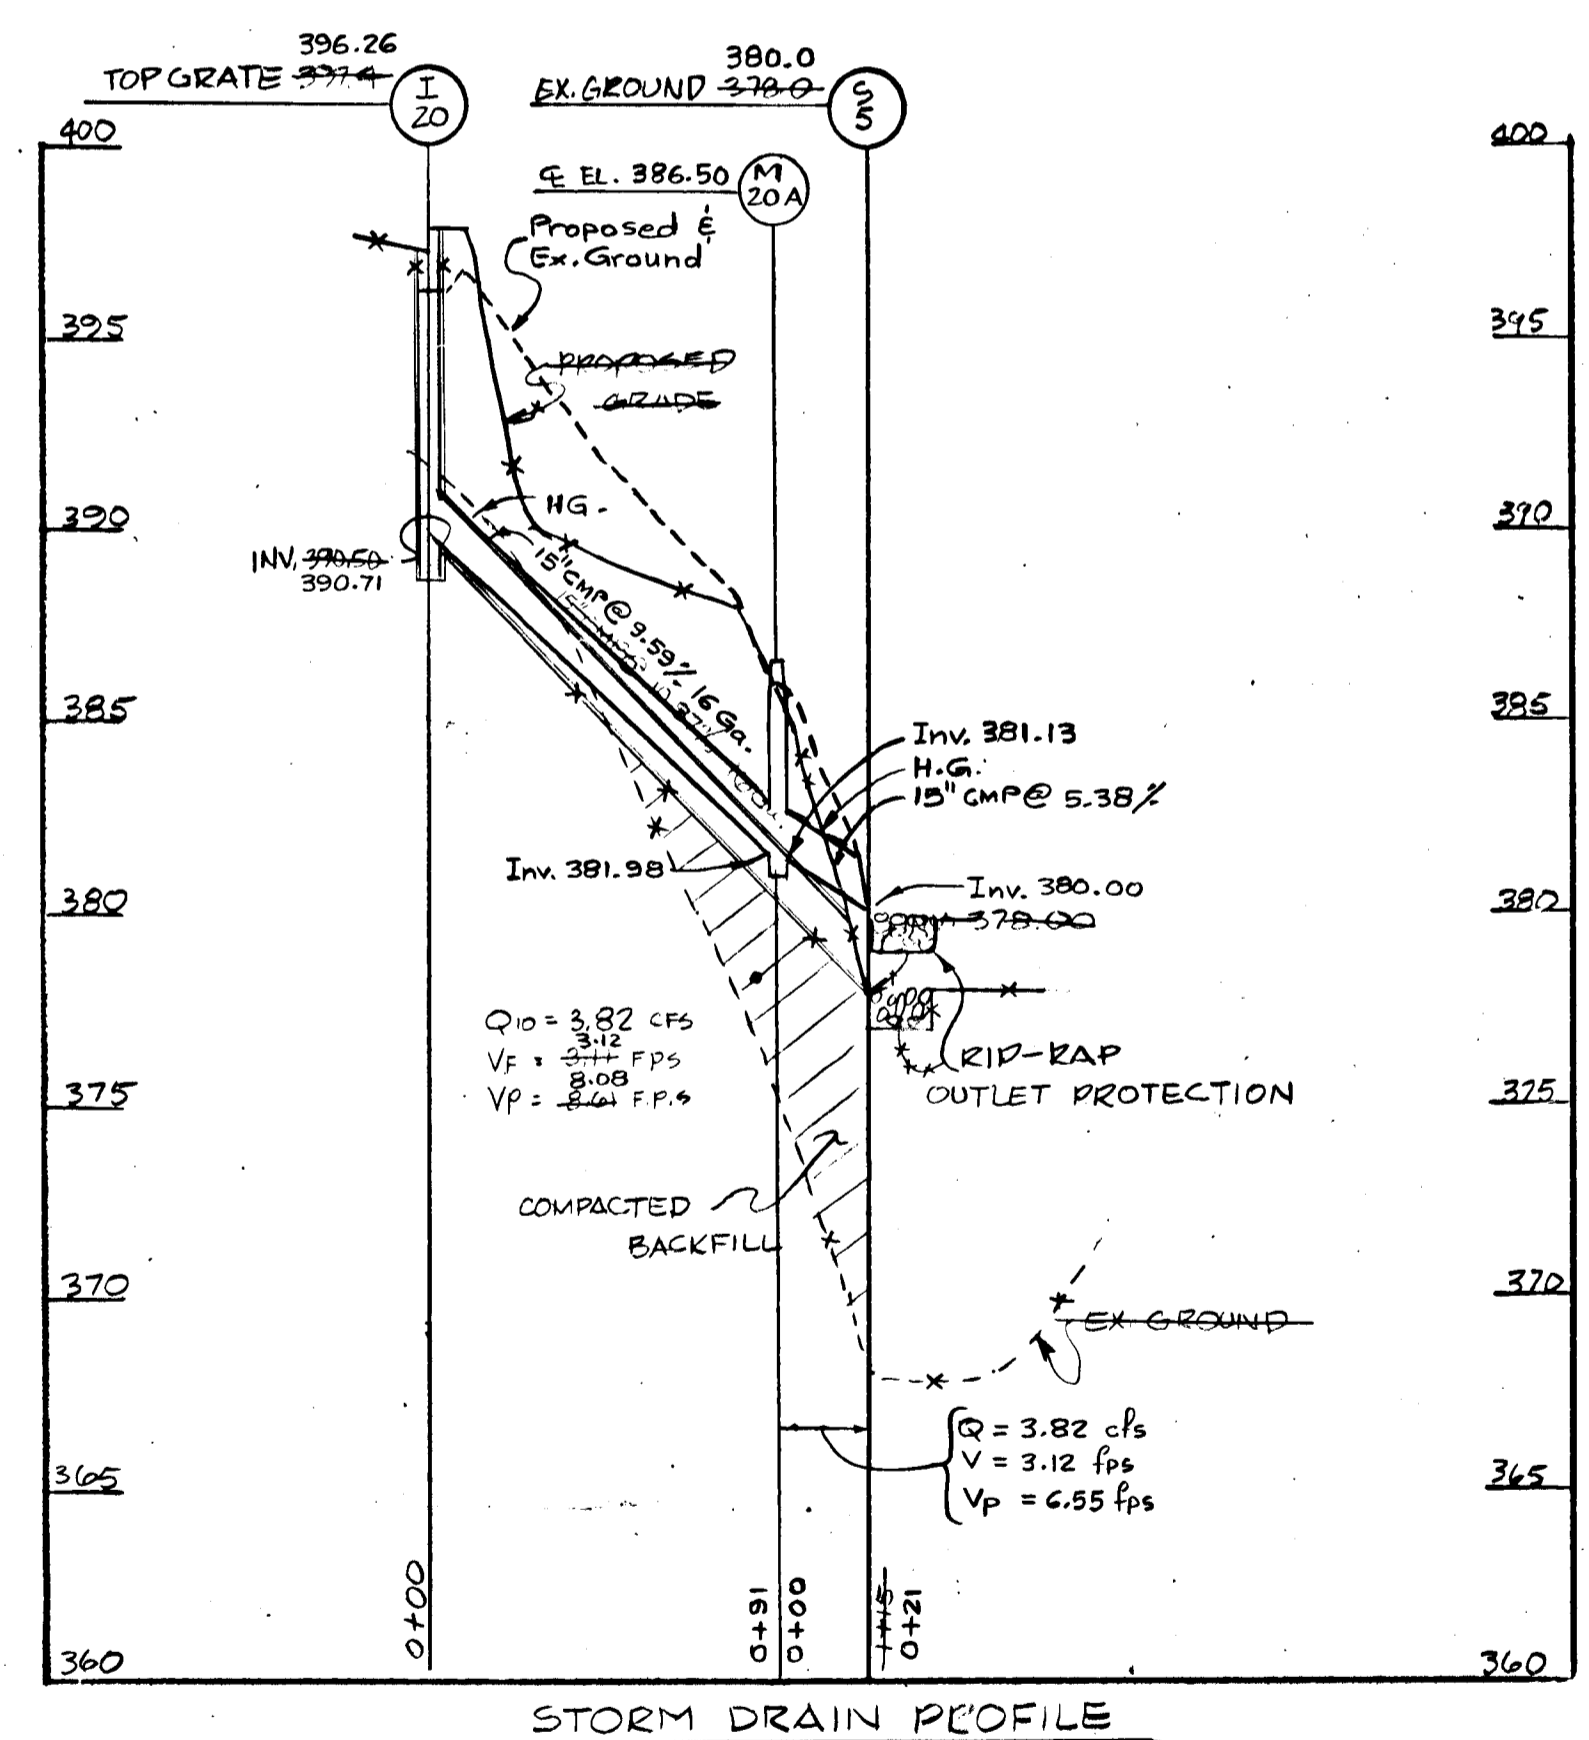 396.26
TOP GRATE 397.4
I
20
380.0
EX. GROUND 378.0
S
5
400
400
℄ EL. 386.50
M
20A
Proposed &
Ex. Ground
395
395
PROPOSED
GRADE
HG.
390
390
INV. 390.50
390.71
15" CMP @ 9.59% 16 Ga.
385
385
Inv. 381.13
H.G.
15" CMP @ 5.38%
Inv. 381.98
Inv. 380.00
380
380
378.00
Q10 = 3.82 CFS
3.12
VF = 3.11 FPS
8.08
VP = 8.61 F.P.S
RIP-RAP
OUTLET PROTECTION
375
375
COMPACTED
BACKFILL
370
370
EX GROUND
Q = 3.82 cfs
V = 3.12 fps
Vp = 6.55 fps
365
365
0+00
0+91
0+00
1+15
0+21
360
360
STORM DRAIN PROFILE